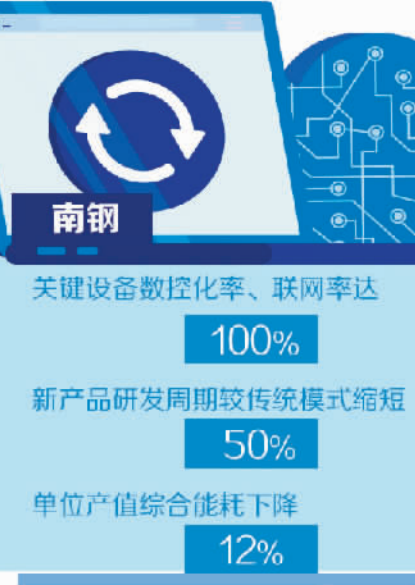 南钢
关键设备数控化率、联网率达
100%
新产品研发周期较传统模式缩短
50%
单位产值综合能耗下降
12%